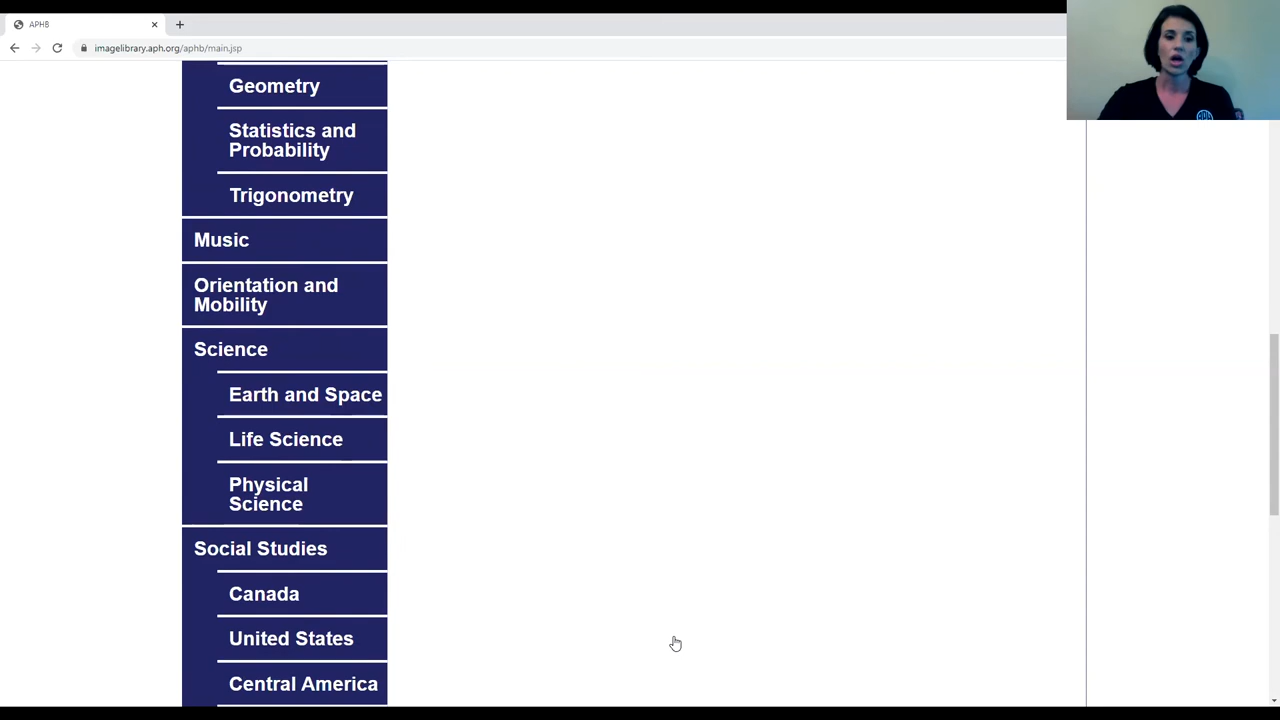 APHB
imagelibrary.aph.org/aphb/main.jsp
Geometry
Statistics and
Probability
Trigonometry
Music
Orientation and
Mobility
Science
Earth and Space
Life Science
Physical
Science
Social Studies
Canada
United States
Central America